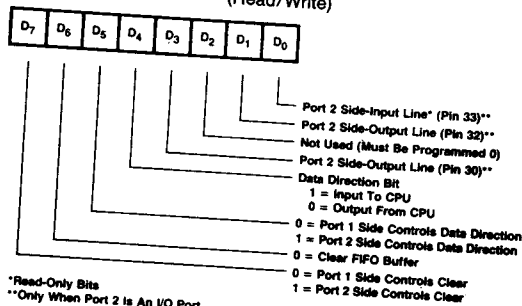 (Read/Write)
D7 D6 D5 D4 D3 D2 D1 D0
Port 2 Side-Input Line* (Pin 33)**
Port 2 Side-Output Line (Pin 32)**
Not Used (Must Be Programmed 0)
Port 2 Side-Output Line (Pin 30)**
Data Direction Bit
1 = Input To CPU
0 = Output From CPU
0 = Port 1 Side Controls Data Direction
1 = Port 2 Side Controls Data Direction
0 = Clear FIFO Buffer
0 = Port 1 Side Controls Clear
1 = Port 2 Side Controls Clear
*Read-Only Bits
**Only When Port 2 Is An I/O Port